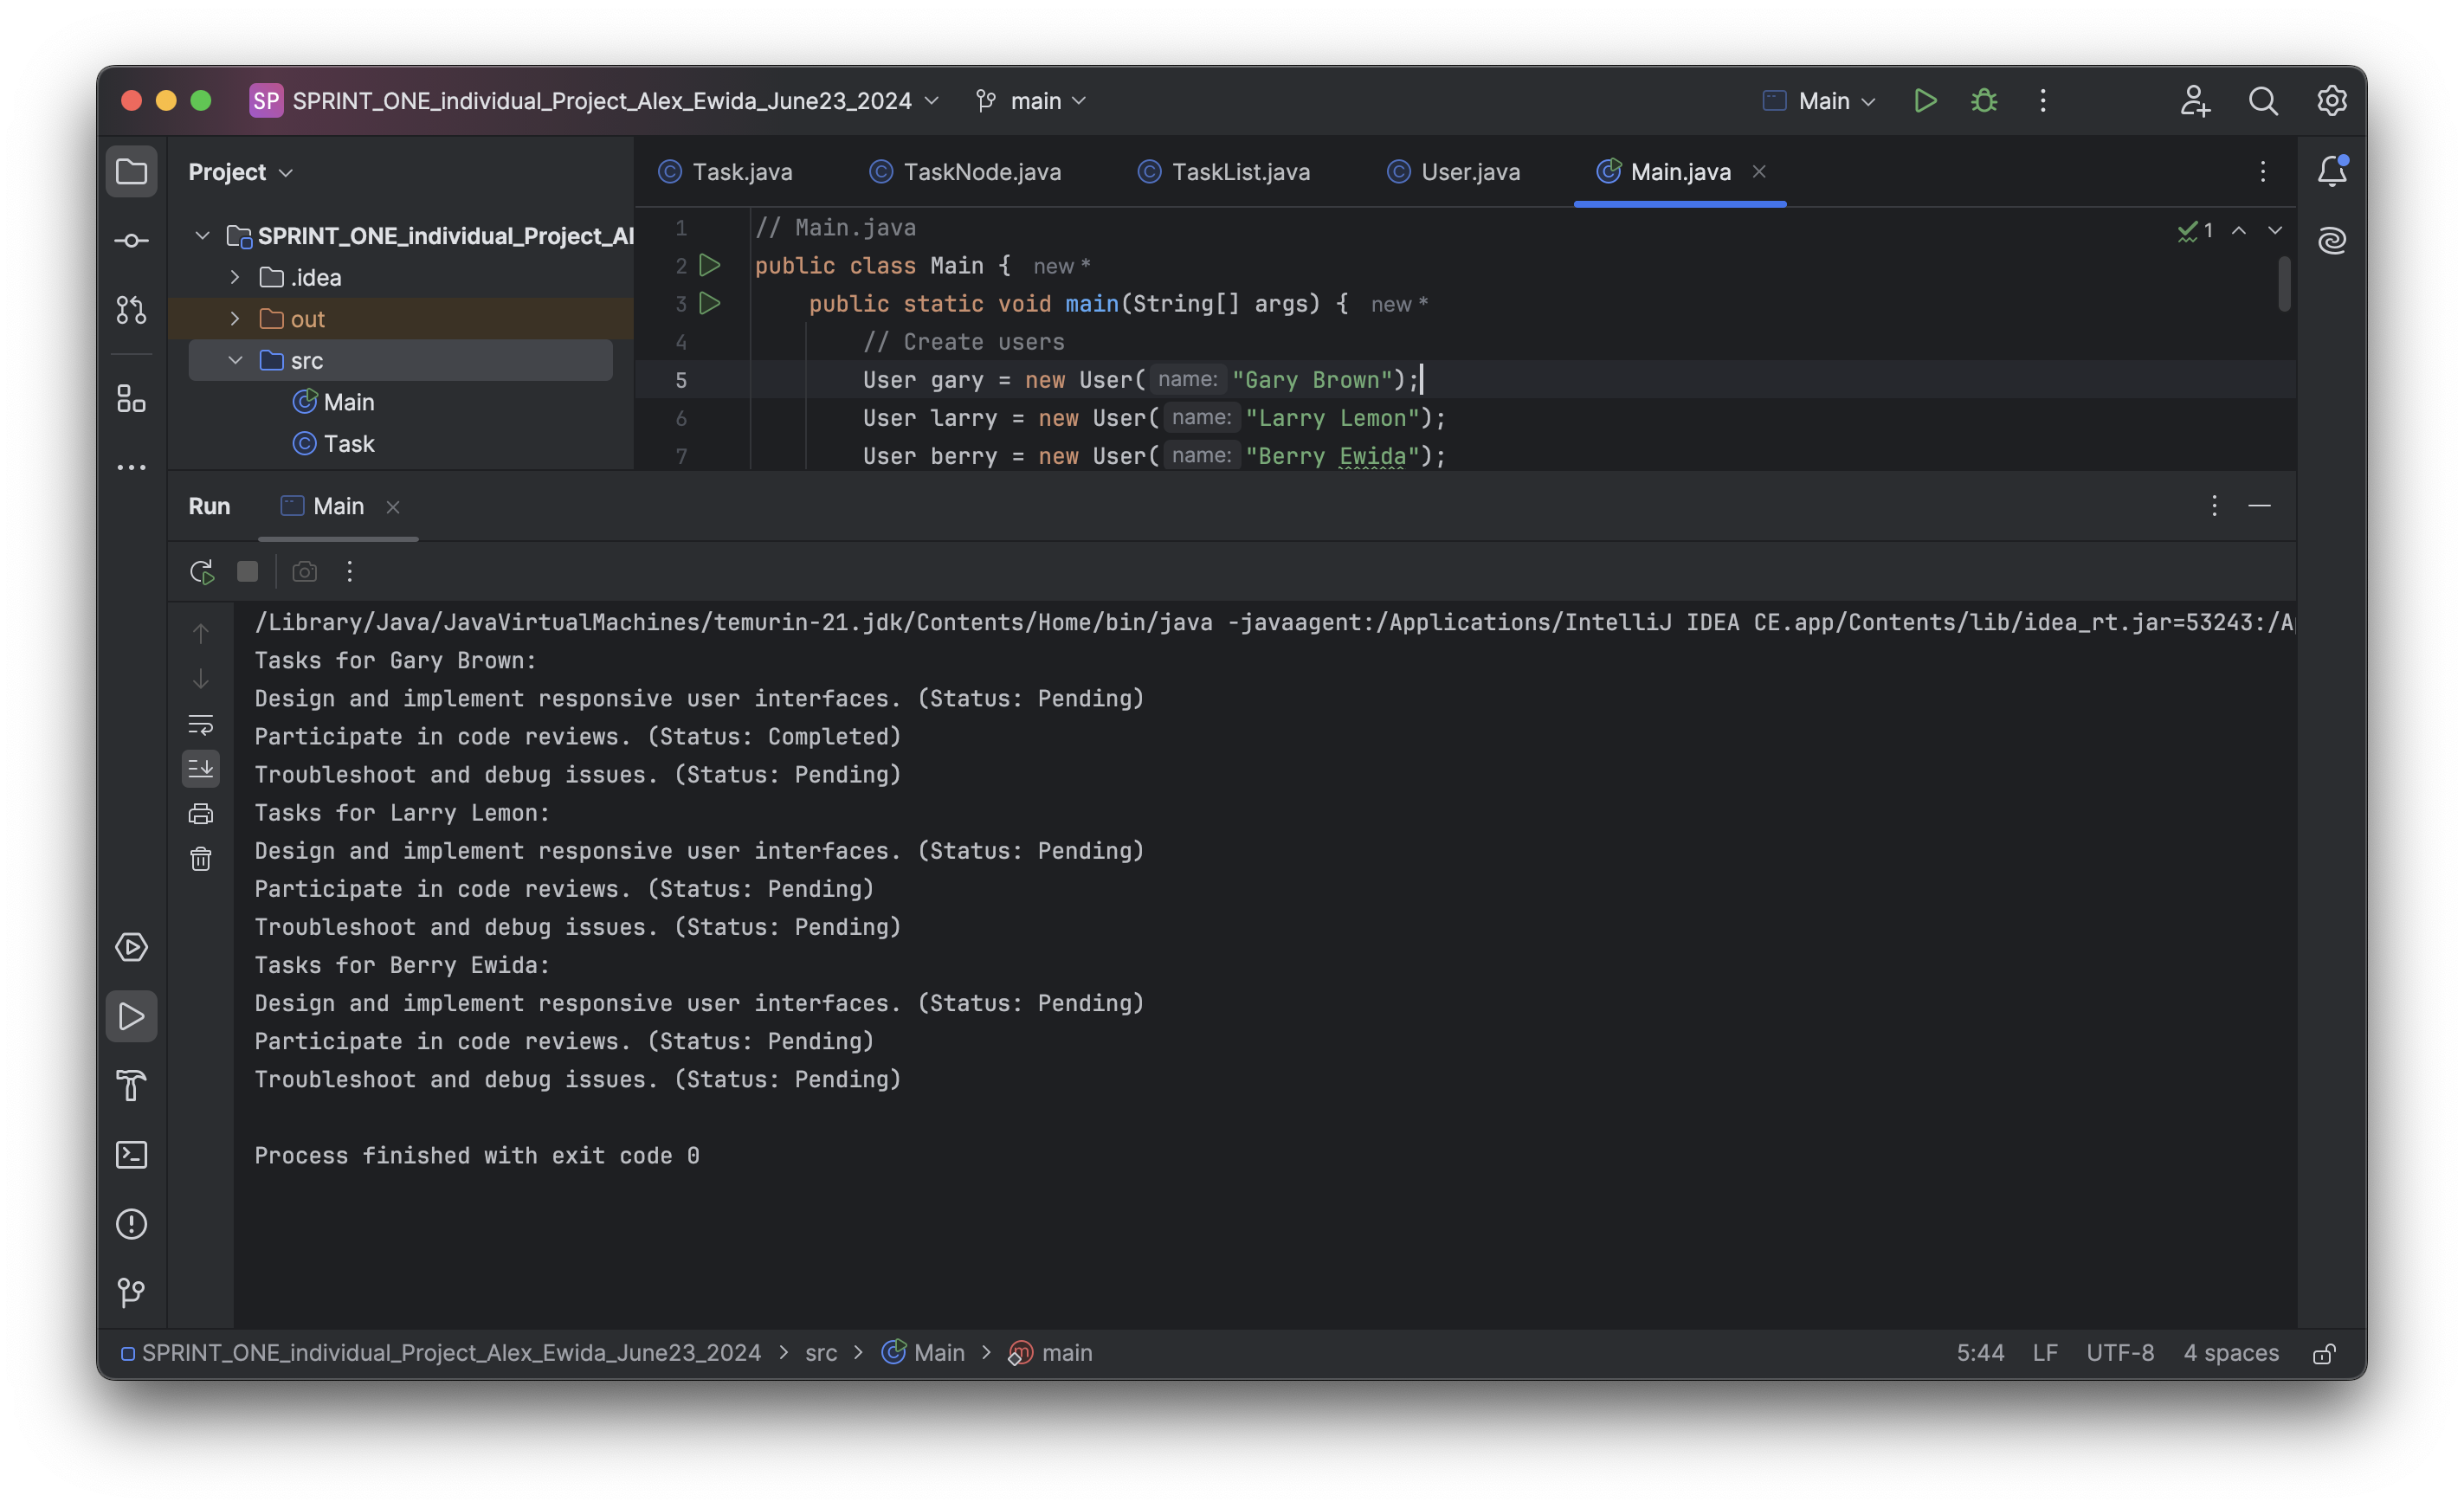 SP SPRINT_ONE_individual_Project_Alex_Ewida_June23_2024 main Main
Project
SPRINT_ONE_individual_Project_Al
.idea
out
src
Main
Task
Task.java TaskNode.java TaskList.java User.java Main.java
1 // Main.java
2 public class Main { new *
3 public static void main(String[] args) { new *
4 // Create users
5 User gary = new User( name: "Gary Brown");
6 User larry = new User( name: "Larry Lemon");
7 User berry = new User( name: "Berry Ewida");
1
Run Main
/Library/Java/JavaVirtualMachines/temurin-21.jdk/Contents/Home/bin/java -javaagent:/Applications/IntelliJ IDEA CE.app/Contents/lib/idea_rt.jar=53243:/A
Tasks for Gary Brown:
Design and implement responsive user interfaces. (Status: Pending)
Participate in code reviews. (Status: Completed)
Troubleshoot and debug issues. (Status: Pending)
Tasks for Larry Lemon:
Design and implement responsive user interfaces. (Status: Pending)
Participate in code reviews. (Status: Pending)
Troubleshoot and debug issues. (Status: Pending)
Tasks for Berry Ewida:
Design and implement responsive user interfaces. (Status: Pending)
Participate in code reviews. (Status: Pending)
Troubleshoot and debug issues. (Status: Pending)
Process finished with exit code 0
SPRINT_ONE_individual_Project_Alex_Ewida_June23_2024 > src > Main > main 5:44 LF UTF-8 4 spaces